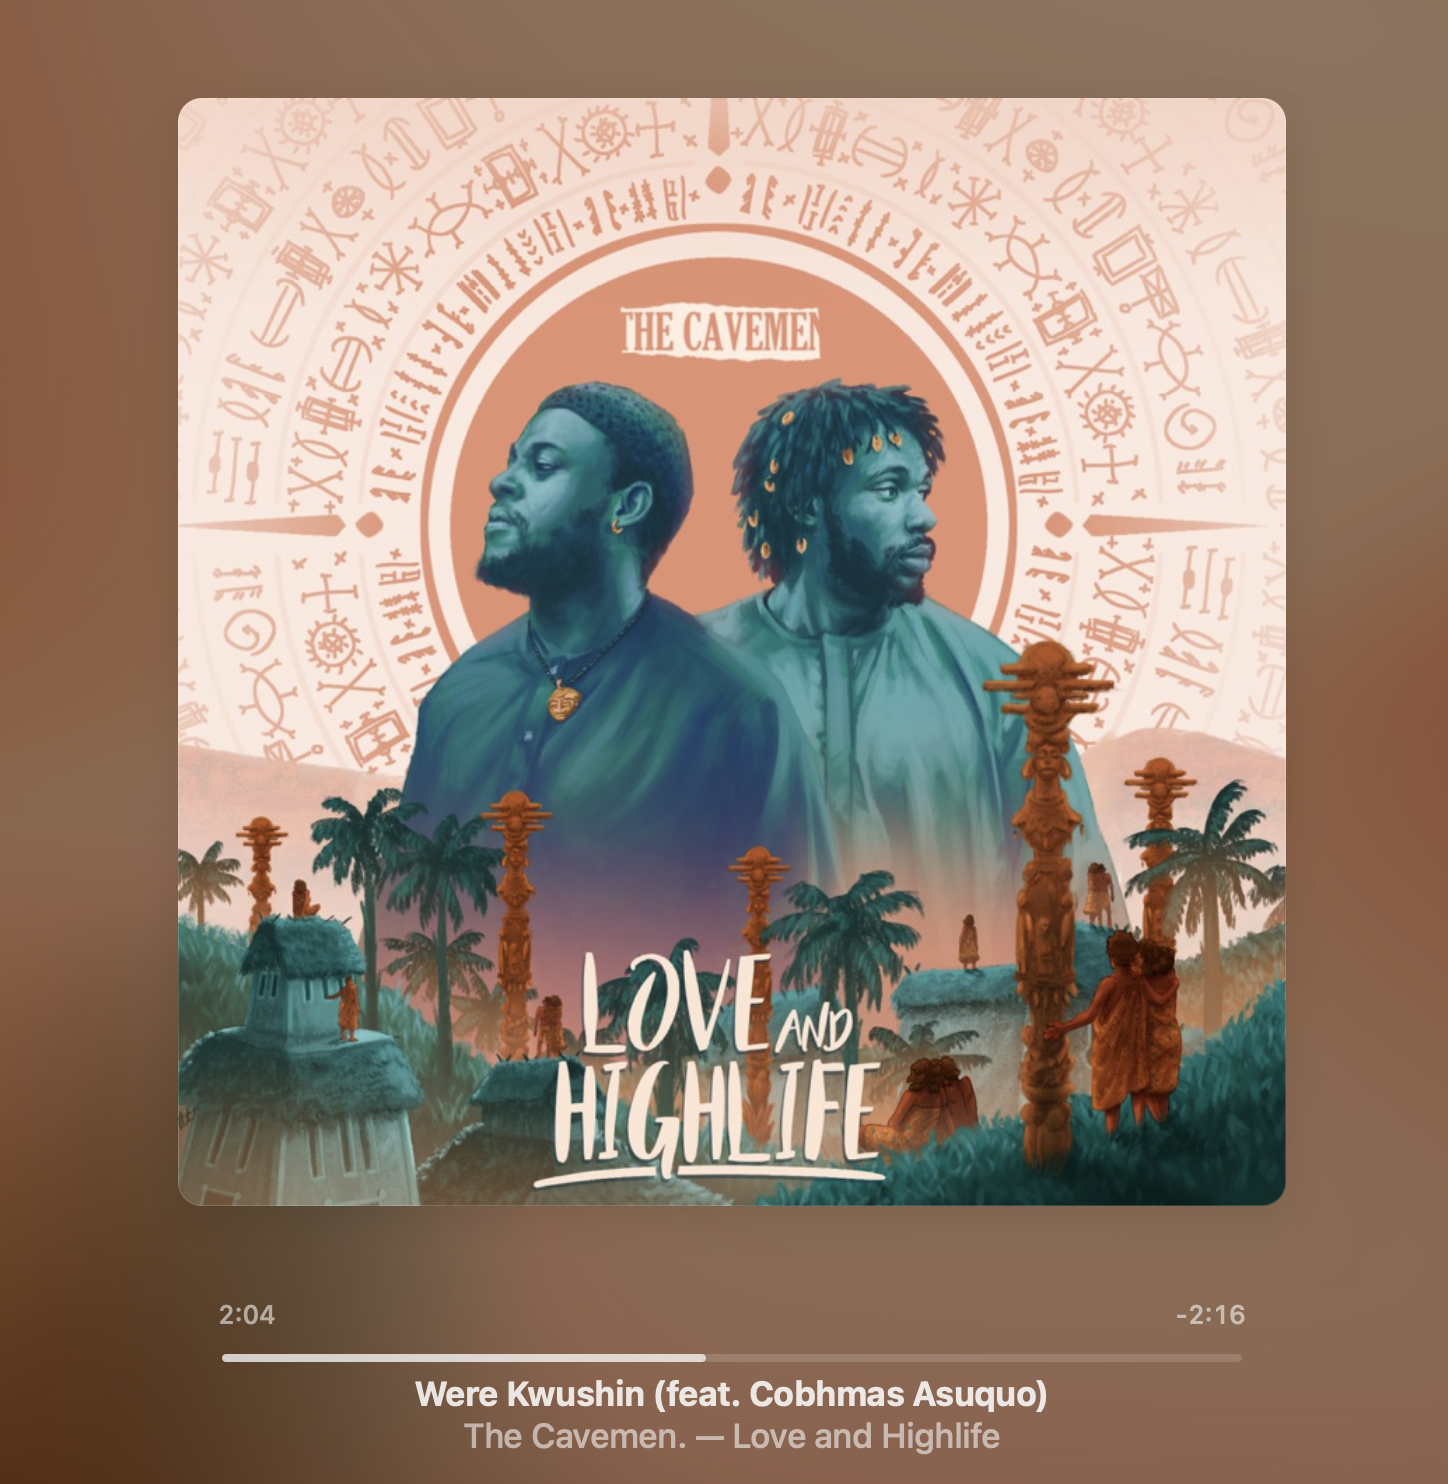 THE CAVEMEN
LOVE AND
HIGHLIFE
2:04
-2:16
Were Kwushin (feat. Cobhmas Asuquo)
The Cavemen. — Love and Highlife